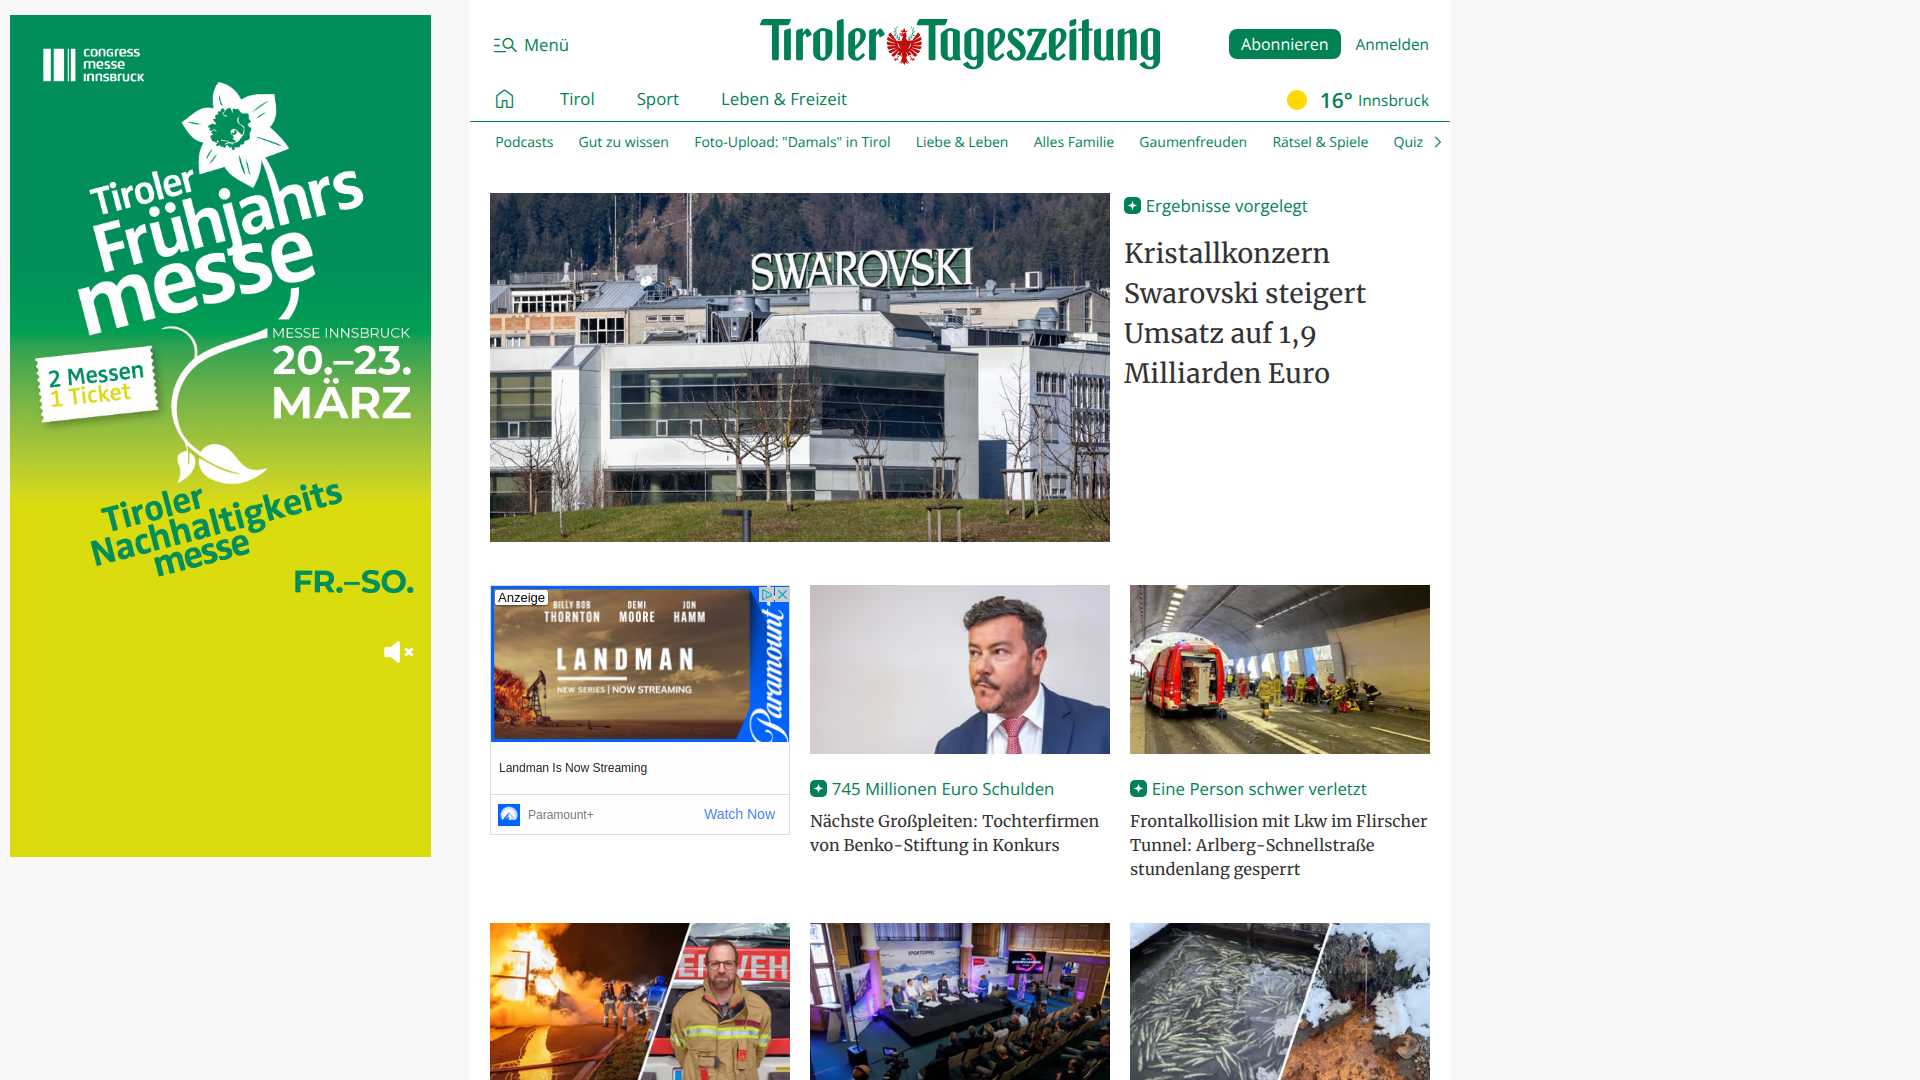 congress
messe
innsbruck
Tiroler
Frühjahrs
messe
MESSE INNSBRUCK
20.–23.
MÄRZ
2 Messen
1 Ticket
Tiroler
Nachhaltigkeits
messe
FR.–SO.
Menü
Tiroler Tageszeitung
Abonnieren
Anmelden
Tirol
Sport
Leben & Freizeit
16° Innsbruck
Podcasts
Gut zu wissen
Foto-Upload: "Damals" in Tirol
Liebe & Leben
Alles Familie
Gaumenfreuden
Rätsel & Spiele
Quiz
SWAROVSKI
Ergebnisse vorgelegt
Kristallkonzern
Swarovski steigert
Umsatz auf 1,9
Milliarden Euro
Anzeige
BILLY BOB THORNTON
DEMI MOORE
JON HAMM
LANDMAN
NEW SERIES | NOW STREAMING
Paramount+
Landman Is Now Streaming
Paramount+
Watch Now
745 Millionen Euro Schulden
Nächste Großpleiten: Tochterfirmen
von Benko-Stiftung in Konkurs
Eine Person schwer verletzt
Frontalkollision mit Lkw im Flirscher
Tunnel: Arlberg-Schnellstraße
stundenlang gesperrt